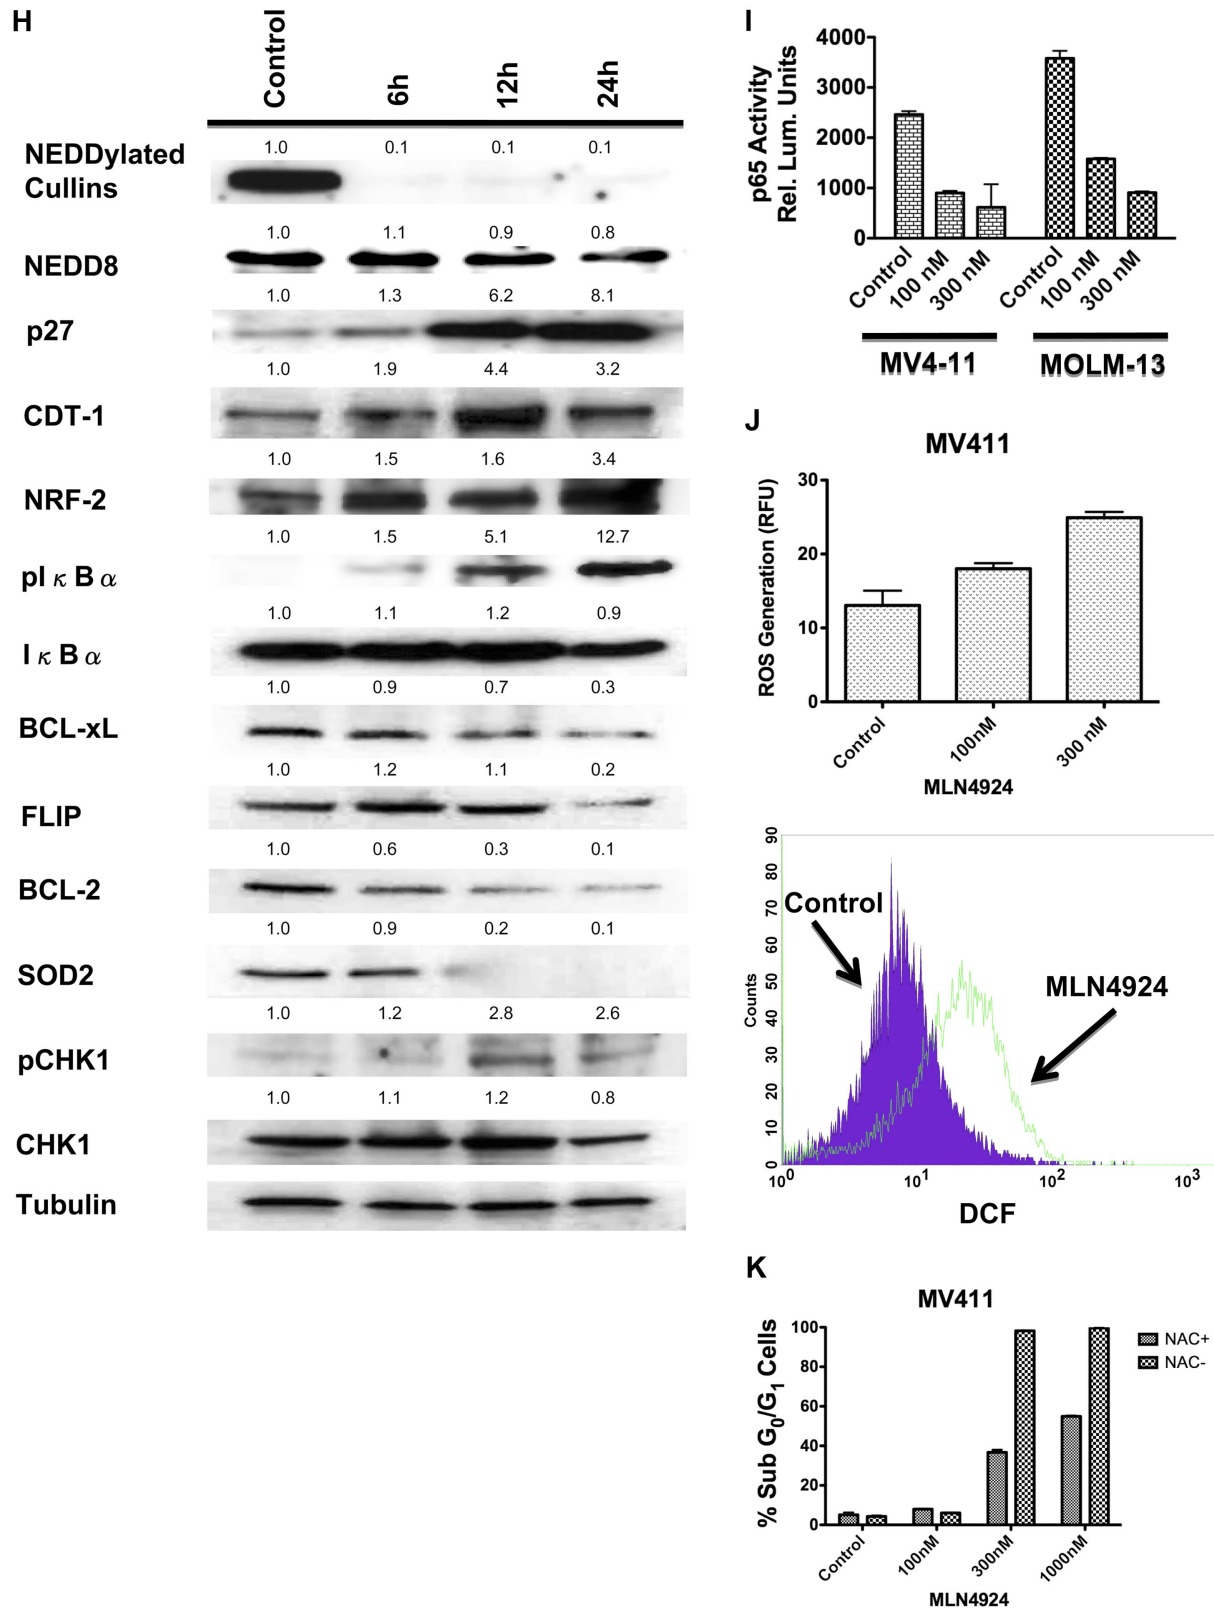 H
Control
6h
12h
24h
1.0 0.1 0.1 0.1
NEDDylated
Cullins
1.0 1.1 0.9 0.8
NEDD8
1.0 1.3 6.2 8.1
p27
1.0 1.9 4.4 3.2
CDT-1
1.0 1.5 1.6 3.4
NRF-2
1.0 1.5 5.1 12.7
pI κ B α
1.0 1.1 1.2 0.9
I κ B α
1.0 0.9 0.7 0.3
BCL-xL
1.0 1.2 1.1 0.2
FLIP
1.0 0.6 0.3 0.1
BCL-2
1.0 0.9 0.2 0.1
SOD2
1.0 1.2 2.8 2.6
pCHK1
1.0 1.1 1.2 0.8
CHK1
Tubulin
I
p65 Activity
Rel. Lum. Units
4000
3000
2000
1000
0
Control
100 nM
300 nM
Control
100 nM
300 nM
MV4-11
MOLM-13
J
MV411
ROS Generation (RFU)
30
20
10
0
Control
100nM
300 nM
MLN4924
Counts
90
80
70
60
50
40
30
20
10
0
Control
MLN4924
10⁰ 10¹ 10² 10³
DCF
K
MV411
% Sub G₀/G₁ Cells
100
80
60
40
20
0
NAC+
NAC-
Control
100nM
300nM
1000nM
MLN4924